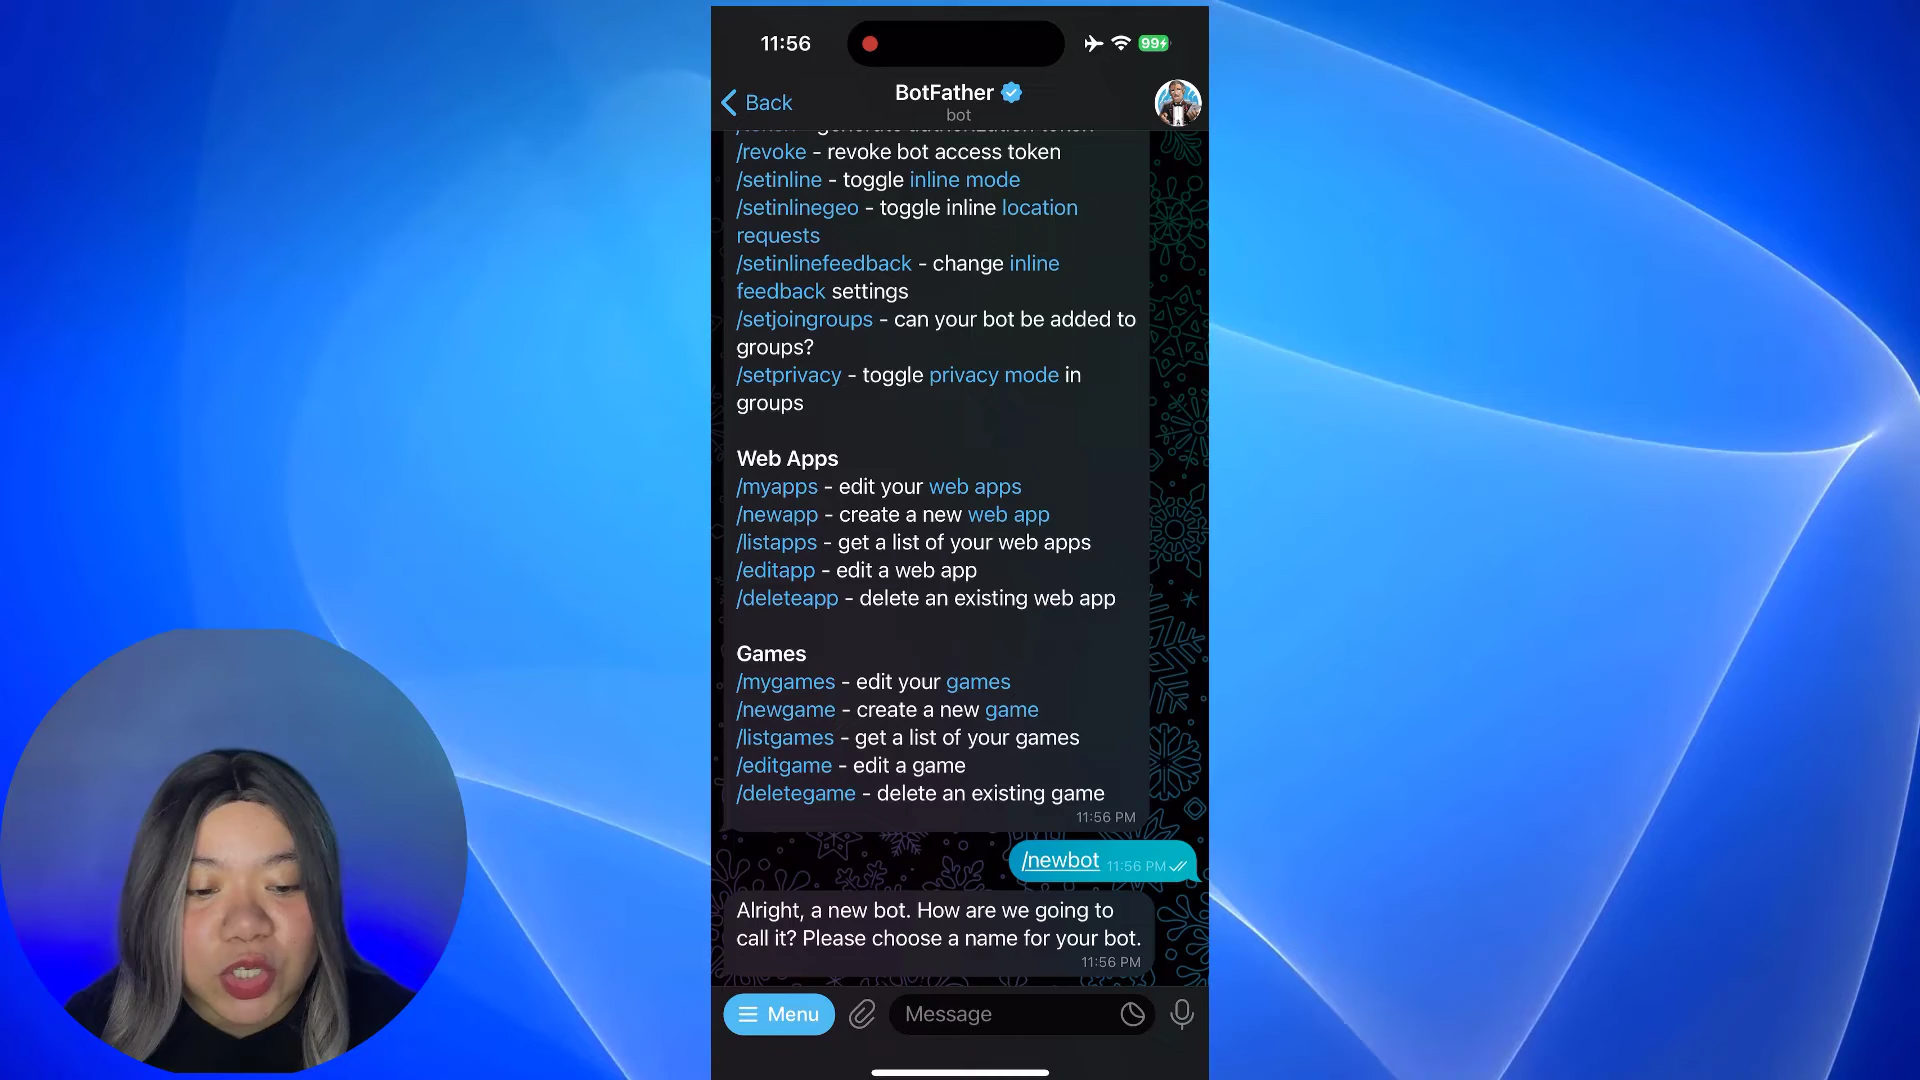 11:56
99
Back
BotFather
bot
/revoke - revoke bot access token
/setinline - toggle inline mode
/setinlinegeo - toggle inline location
requests
/setinlinefeedback - change inline
feedback settings
/setjoingroups - can your bot be added to
groups?
/setprivacy - toggle privacy mode in
groups
Web Apps
/myapps - edit your web apps
/newapp - create a new web app
/listapps - get a list of your web apps
/editapp - edit a web app
/deleteapp - delete an existing web app
Games
/mygames - edit your games
/newgame - create a new game
/listgames - get a list of your games
/editgame - edit a game
/deletegame - delete an existing game
11:56 PM
/newbot 11:56 PM
Alright, a new bot. How are we going to
call it? Please choose a name for your bot.
11:56 PM
Menu
Message